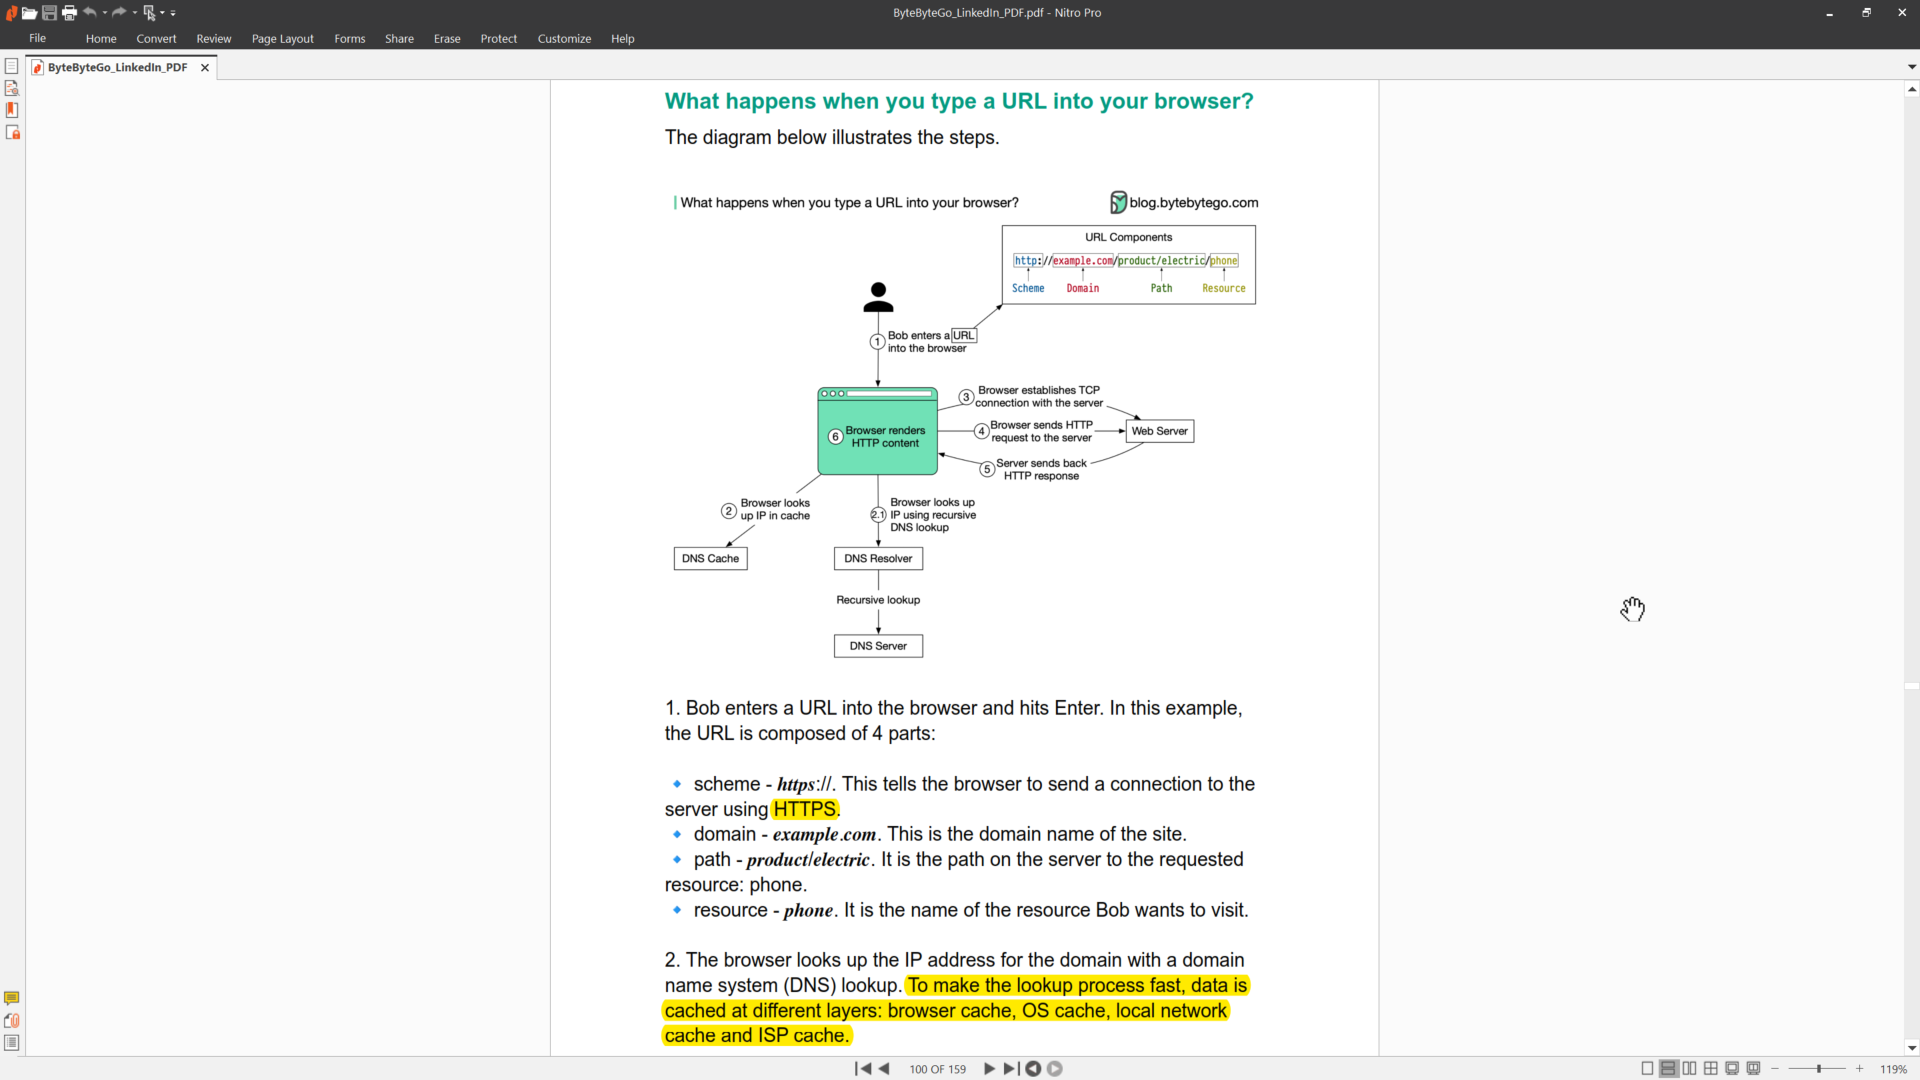 ByteByteGo_LinkedIn_PDF.pdf - Nitro Pro
File Home Convert Review Page Layout Forms Share Erase Protect Customize Help
ByteByteGo_LinkedIn_PDF
What happens when you type a URL into your browser?
The diagram below illustrates the steps.
What happens when you type a URL into your browser?
blog.bytebytego.com
URL Components
http://example.com/product/electric/phone
Scheme Domain Path Resource
1 Bob enters a URL
into the browser
3 Browser establishes TCP
connection with the server
4 Browser sends HTTP
request to the server
Web Server
6 Browser renders
HTTP content
5 Server sends back
HTTP response
2 Browser looks
up IP in cache
2.1 Browser looks up
IP using recursive
DNS lookup
DNS Cache
DNS Resolver
Recursive lookup
DNS Server
1. Bob enters a URL into the browser and hits Enter. In this example,
the URL is composed of 4 parts:
scheme - https://. This tells the browser to send a connection to the
server using HTTPS.
domain - example.com. This is the domain name of the site.
path - product/electric. It is the path on the server to the requested
resource: phone.
resource - phone. It is the name of the resource Bob wants to visit.
2. The browser looks up the IP address for the domain with a domain
name system (DNS) lookup. To make the lookup process fast, data is
cached at different layers: browser cache, OS cache, local network
cache and ISP cache.
100 OF 159
119%